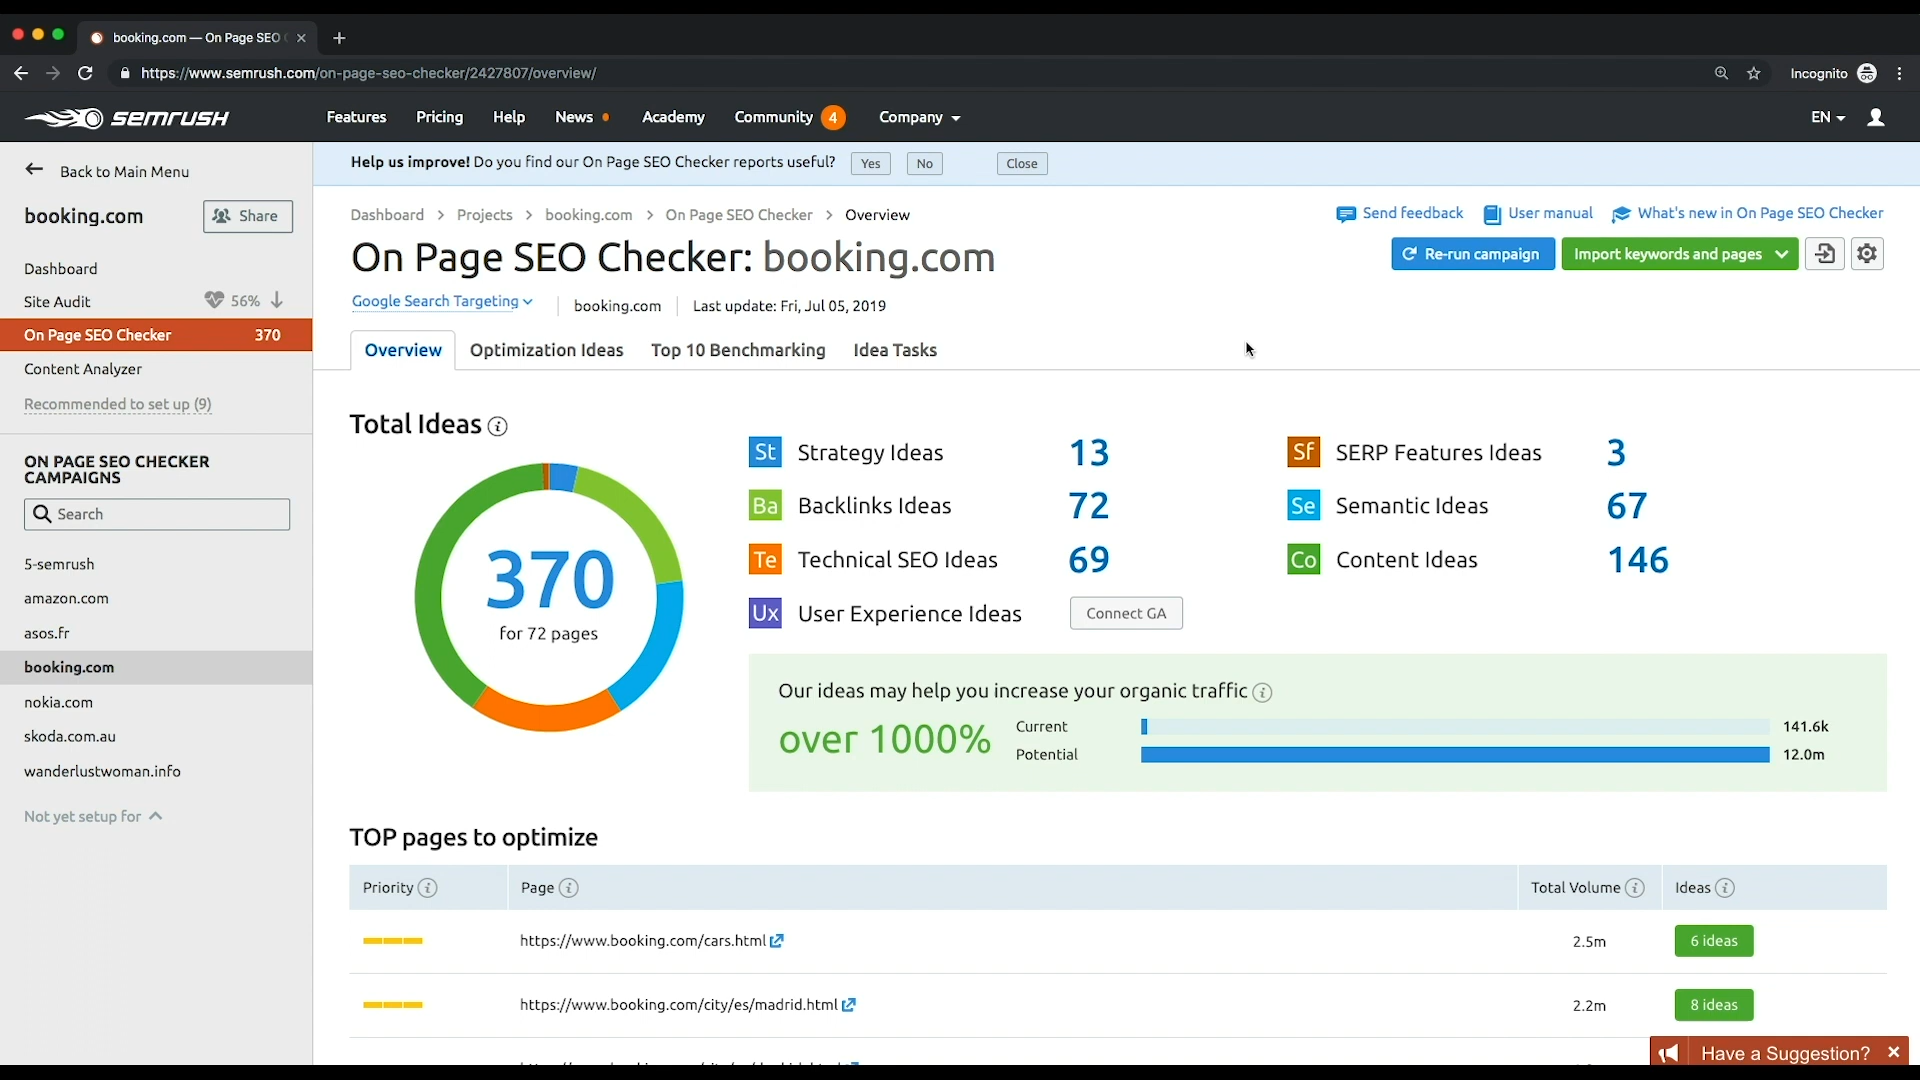 booking.com — On Page SEO
https://www.semrush.com/on-page-seo-checker/2427807/overview/
Incognito
SEMRUSH
Features
Pricing
Help
News
Academy
Community 4
Company
EN
Help us improve! Do you find our On Page SEO Checker reports useful?
Yes
No
Close
Back to Main Menu
booking.com
Share
Dashboard
Site Audit 56%
On Page SEO Checker 370
Content Analyzer
Recommended to set up (9)
ON PAGE SEO CHECKER
CAMPAIGNS
Search
5-semrush
amazon.com
asos.fr
booking.com
nokia.com
skoda.com.au
wanderlustwoman.info
Not yet setup for
Dashboard > Projects > booking.com > On Page SEO Checker > Overview
Send feedback
User manual
What's new in On Page SEO Checker
On Page SEO Checker: booking.com
Re-run campaign
Import keywords and pages
Google Search Targeting
booking.com
Last update: Fri, Jul 05, 2019
Overview
Optimization Ideas
Top 10 Benchmarking
Idea Tasks
Total Ideas
370
for 72 pages
St Strategy Ideas 13
Ba Backlinks Ideas 72
Te Technical SEO Ideas 69
Ux User Experience Ideas Connect GA
Sf SERP Features Ideas 3
Se Semantic Ideas 67
Co Content Ideas 146
Our ideas may help you increase your organic traffic
over 1000%
Current 141.6k
Potential 12.0m
TOP pages to optimize
Priority Page Total Volume Ideas
https://www.booking.com/cars.html 2.5m 6 ideas
https://www.booking.com/city/es/madrid.html 2.2m 8 ideas
Have a Suggestion?